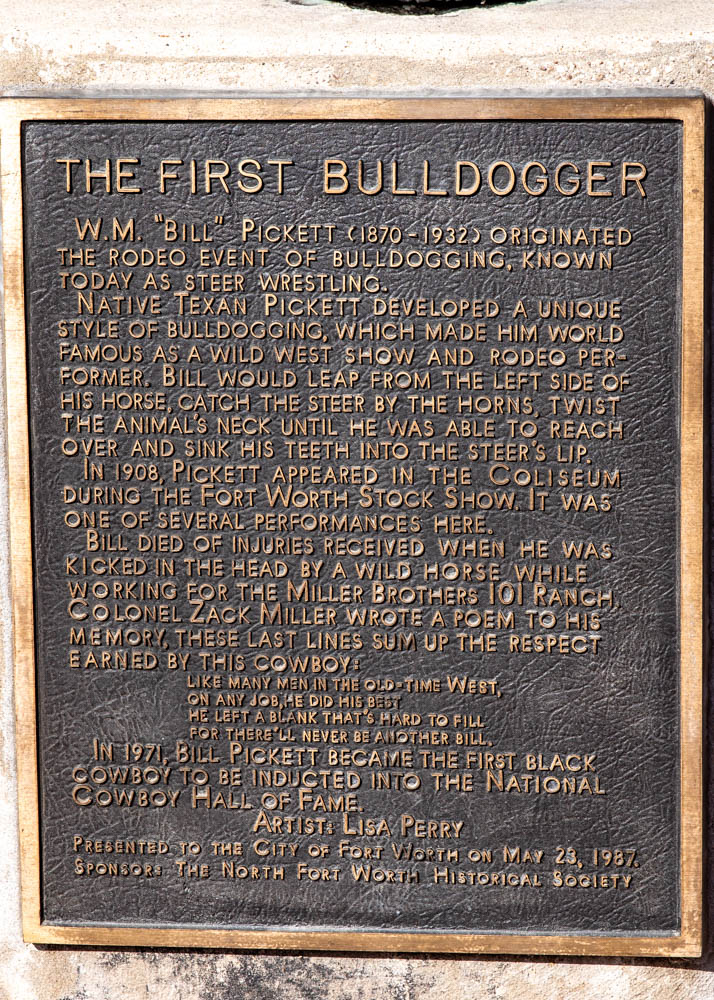 THE FIRST BULLDOGGER
W.M. "BILL" PICKETT (1870-1932) ORIGINATED
THE RODEO EVENT OF BULLDOGGING, KNOWN
TODAY AS STEER WRESTLING.
NATIVE TEXAN PICKETT DEVELOPED A UNIQUE
STYLE OF BULLDOGGING, WHICH MADE HIM WORLD
FAMOUS AS A WILD WEST SHOW AND RODEO PER-
FORMER. BILL WOULD LEAP FROM THE LEFT SIDE OF
HIS HORSE, CATCH THE STEER BY THE HORNS, TWIST
THE ANIMAL'S NECK UNTIL HE WAS ABLE TO REACH
OVER AND SINK HIS TEETH INTO THE STEER'S LIP.
IN 1908, PICKETT APPEARED IN THE COLISEUM
DURING THE FORT WORTH STOCK SHOW. IT WAS
ONE OF SEVERAL PERFORMANCES HERE.
BILL DIED OF INJURIES RECEIVED WHEN HE WAS
KICKED IN THE HEAD BY A WILD HORSE WHILE
WORKING FOR THE MILLER BROTHERS 101 RANCH.
COLONEL ZACK MILLER WROTE A POEM TO HIS
MEMORY, THESE LAST LINES SUM UP THE RESPECT
EARNED BY THIS COWBOY:
LIKE MANY MEN IN THE OLD-TIME WEST,
ON ANY JOB, HE DID HIS BEST
HE LEFT A BLANK THAT'S HARD TO FILL
FOR THERE'LL NEVER BE ANOTHER BILL.
IN 1971, BILL PICKETT BECAME THE FIRST BLACK
COWBOY TO BE INDUCTED INTO THE NATIONAL
COWBOY HALL OF FAME.
ARTIST: LISA PERRY
PRESENTED TO THE CITY OF FORT WORTH ON MAY 23, 1987.
SPONSOR: THE NORTH FORT WORTH HISTORICAL SOCIETY